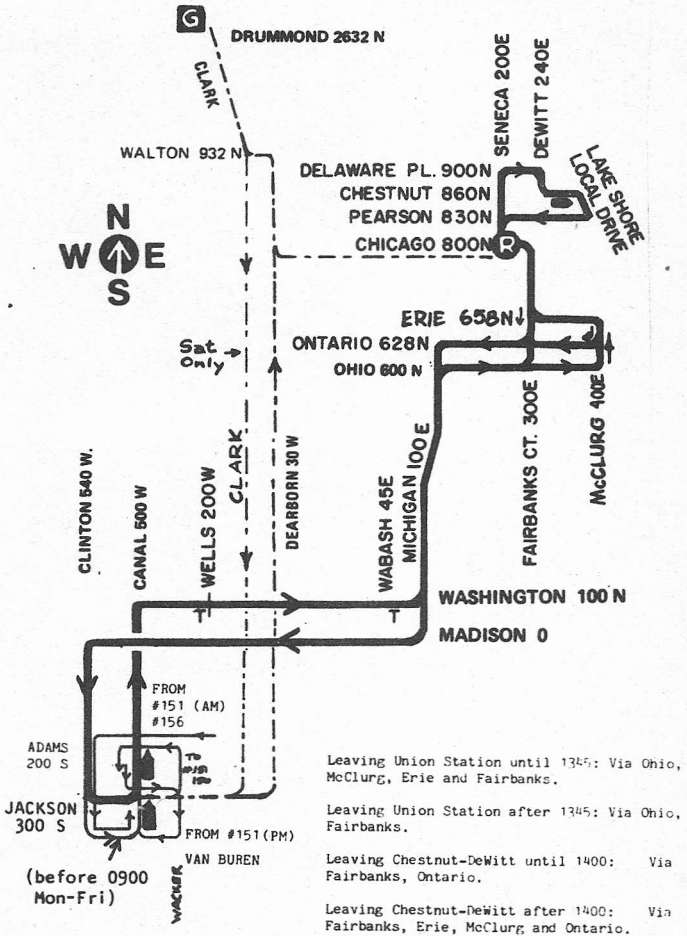 G
DRUMMOND 2632 N
CLARK
SENECA 200E
DEWITT 240E
WALTON 932 N
DELAWARE PL. 900N
CHESTNUT 860N
PEARSON 830N
CHICAGO 800N
R
LAKE SHORE
LOCAL DRIVE
N
W E
S
ERIE 658N
ONTARIO 628N
OHIO 600 N
Sat
Only
CLARK
DEARBORN 30 W
MICHIGAN 100E
FAIRBANKS CT. 300E
McCLURG 400E
CLINTON 540 W.
CANAL 500 W
WELLS 200W
WABASH 45E
T
T
WASHINGTON 100 N
MADISON 0
FROM
#151 (AM)
#156
ADAMS
200 S
TO
#151
JACKSON
300 S
FROM #151(PM)
VAN BUREN
WACKER
(before 0900
Mon-Fri)
Leaving Union Station until 1345: Via Ohio,
McClurg, Erie and Fairbanks.
Leaving Union Station after 1345: Via Ohio,
Fairbanks.
Leaving Chestnut-DeWitt until 1400: Via
Fairbanks, Ontario.
Leaving Chestnut-DeWitt after 1400: Via
Fairbanks, Erie, McClurg and Ontario.